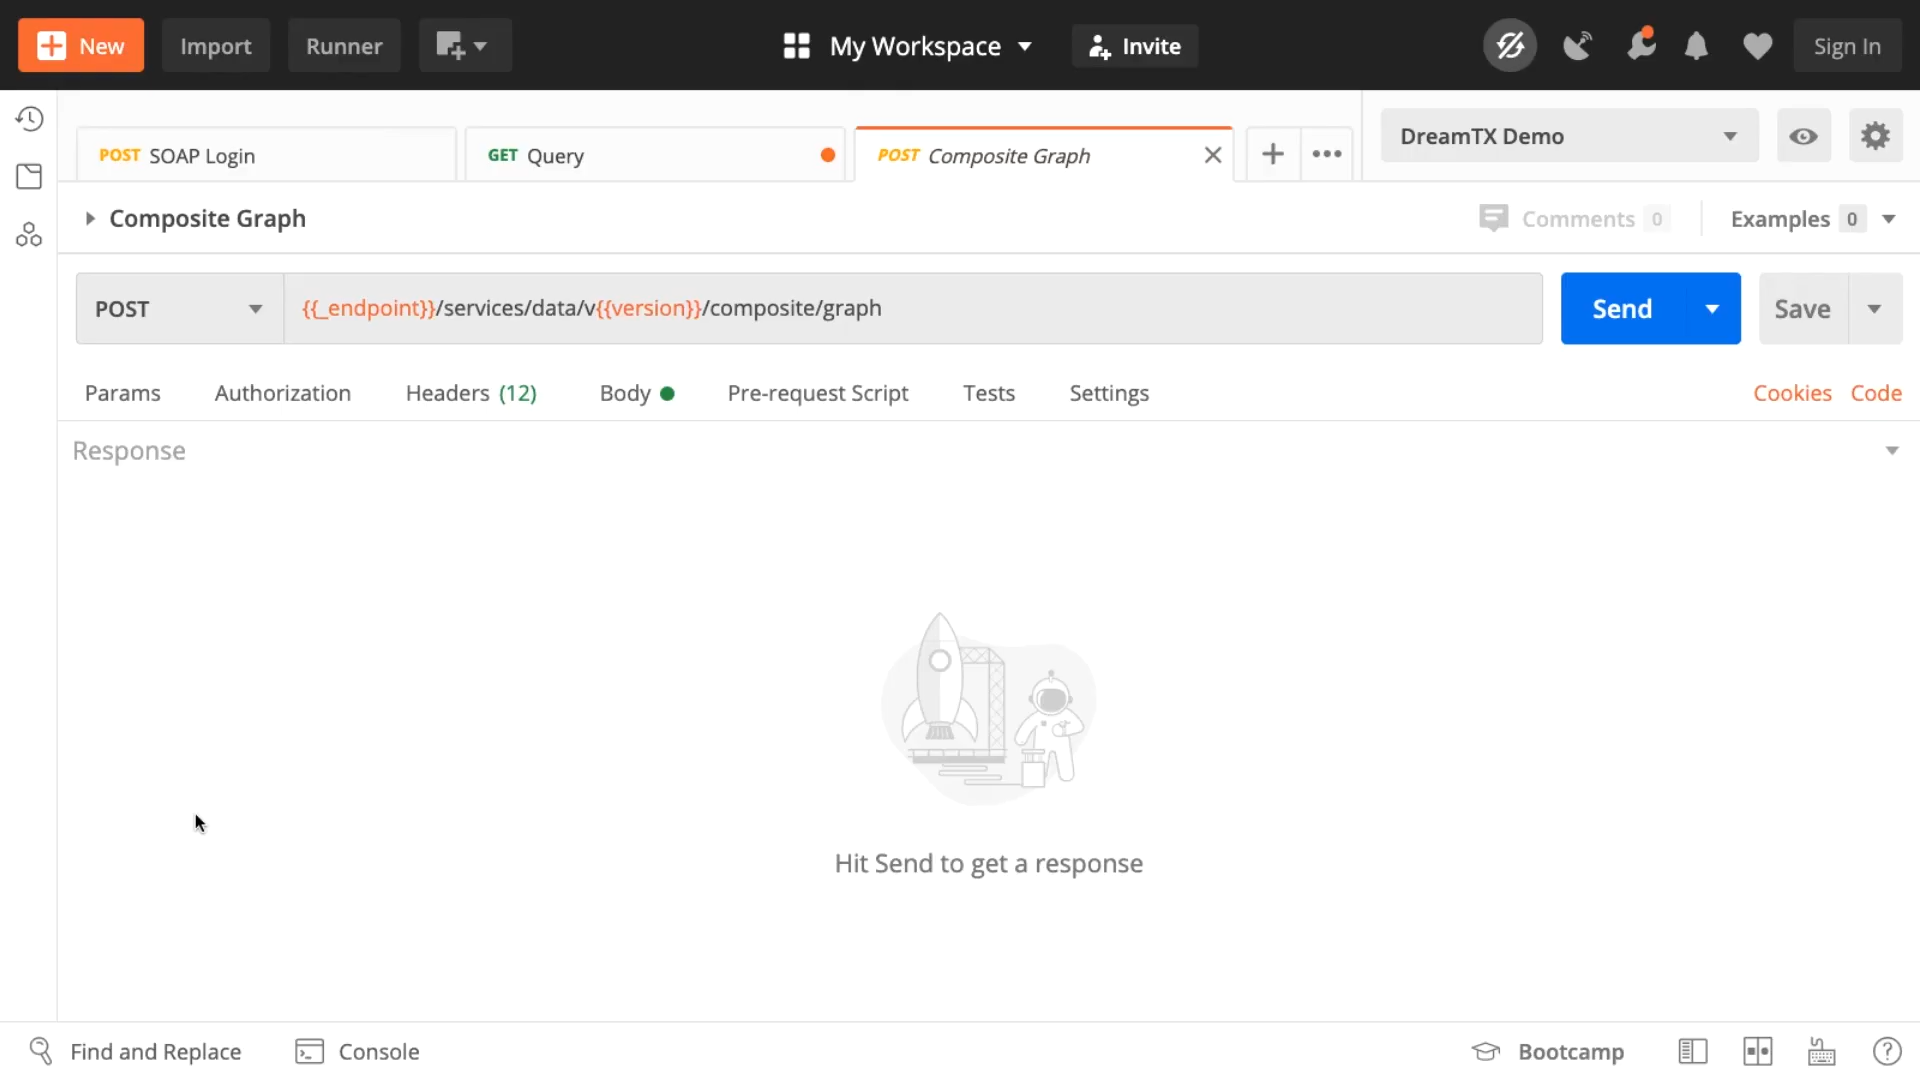 New
Import
Runner
My Workspace
Invite
Sign In
POST SOAP Login
GET Query
POST Composite Graph
DreamTX Demo
Composite Graph
Comments 0
Examples 0
POST
{{_endpoint}}/services/data/v{{version}}/composite/graph
Send
Save
Params
Authorization
Headers (12)
Body
Pre-request Script
Tests
Settings
Cookies
Code
Response
Hit Send to get a response
Find and Replace
Console
Bootcamp